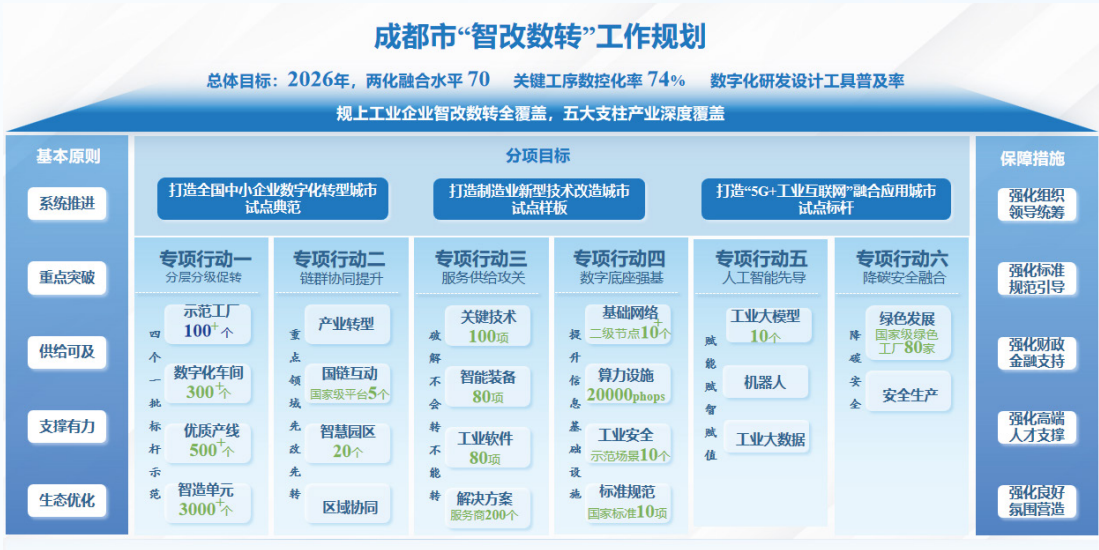 成都市“智改数转”工作规划
总体目标：2026年，两化融合水平 70 关键工序数控化率 74% 数字化研发设计工具普及率
规上工业企业智改数转全覆盖，五大支柱产业深度覆盖
基本原则
系统推进
重点突破
供给可及
支撑有力
生态优化
分项目标
打造全国中小企业数字化转型城市
试点典范
打造制造业新型技术改造城市
试点样板
打造“5G+工业互联网”融合应用城市
试点标杆
专项行动一
分层分级促转
四个一批标杆示范
示范工厂
100+个
数字化车间
300+个
优质产线
500+个
智造单元
3000+个
专项行动二
链群协同提升
重点领域先改先转
产业转型
国链互动
国家级平台5个
智慧园区
20个
区域协同
专项行动三
服务供给攻关
破解不会转不能转
关键技术
100项
智能装备
80项
工业软件
80项
解决方案
服务商200个
专项行动四
数字底座强基
提升信息基础设施
基础网络
二级节点10+个
算力设施
20000phops
工业安全
示范场景10个
标准规范
国家标准10项
专项行动五
人工智能先导
赋能赋智赋值
工业大模型
10个
机器人
工业大数据
专项行动六
降碳安全融合
降碳安全
绿色发展
国家级绿色
工厂80家
安全生产
保障措施
强化组织
领导统筹
强化标准
规范引导
强化财政
金融支持
强化高端
人才支撑
强化良好
氛围营造